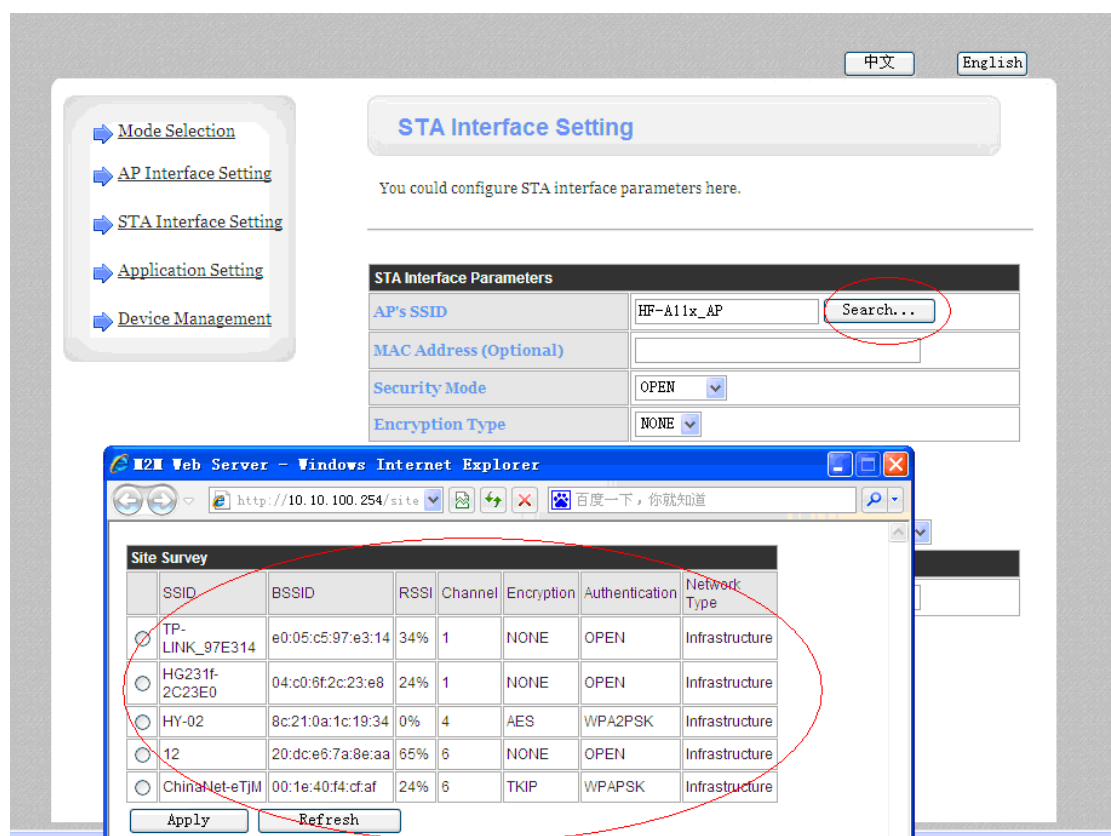 中文 English
Mode Selection
AP Interface Setting
STA Interface Setting
Application Setting
Device Management
STA Interface Setting
You could configure STA interface parameters here.
STA Interface Parameters
AP's SSID HF-A11x_AP Search...
MAC Address (Optional)
Security Mode OPEN
Encryption Type NONE
M2M Web Server - Windows Internet Explorer
http://10.10.100.254/site 百度一下，你就知道
Site Survey
SSID BSSID RSSI Channel Encryption Authentication Network
Type
TP-
LINK_97E314 e0:05:c5:97:e3:14 34% 1 NONE OPEN Infrastructure
HG231f-
2C23E0 04:c0:6f:2c:23:e8 24% 1 NONE OPEN Infrastructure
HY-02 8c:21:0a:1c:19:34 0% 4 AES WPA2PSK Infrastructure
12 20:dc:e6:7a:8e:aa 65% 6 NONE OPEN Infrastructure
ChinaNet-eTjM 00:1e:40:f4:cf:af 24% 6 TKIP WPAPSK Infrastructure
Apply Refresh